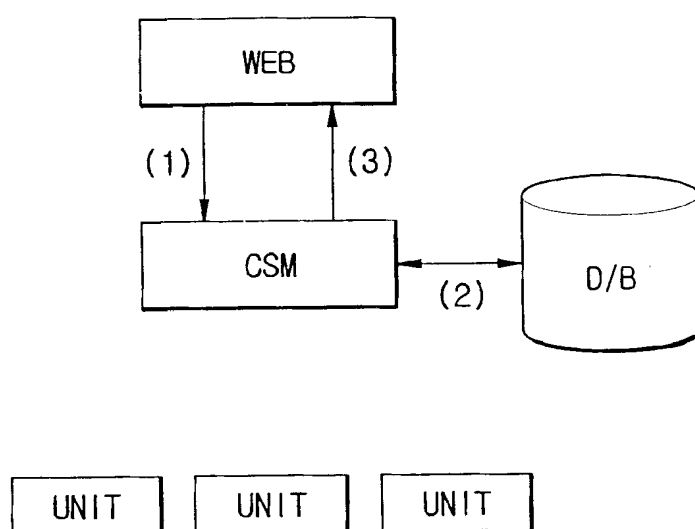 WEB
(1) (3)
CSM
(2)
D/B
UNIT UNIT UNIT